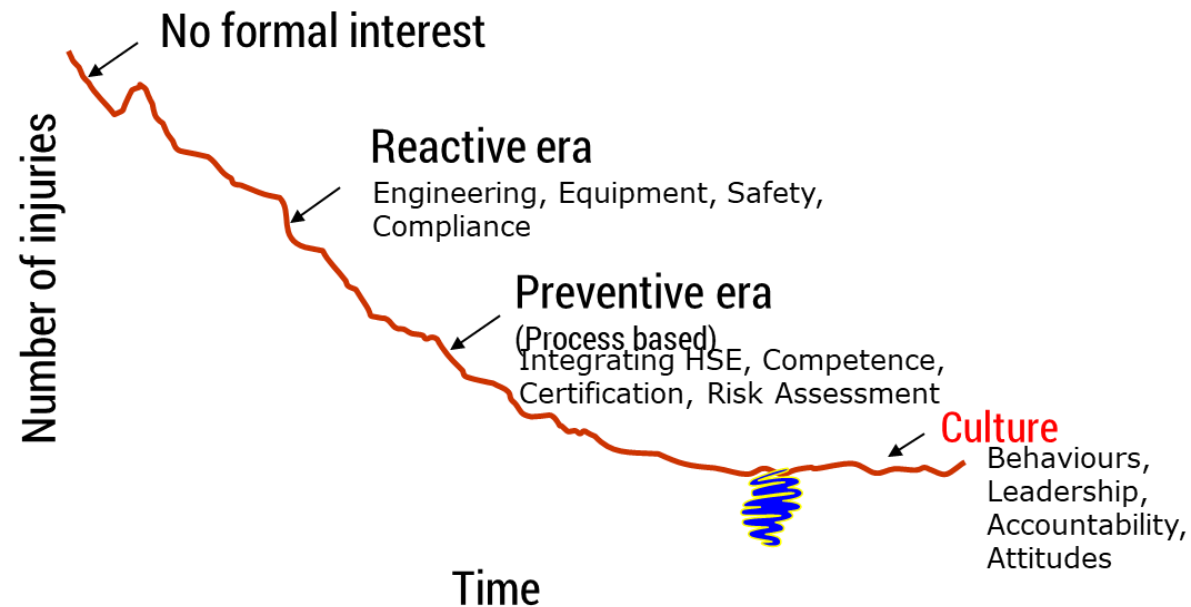 No formal interest
Number of injuries
Reactive era
Engineering, Equipment, Safety,
Compliance
Preventive era
(Process based)
Integrating HSE, Competence,
Certification, Risk Assessment
Culture
Behaviours,
Leadership,
Accountability,
Attitudes
Time